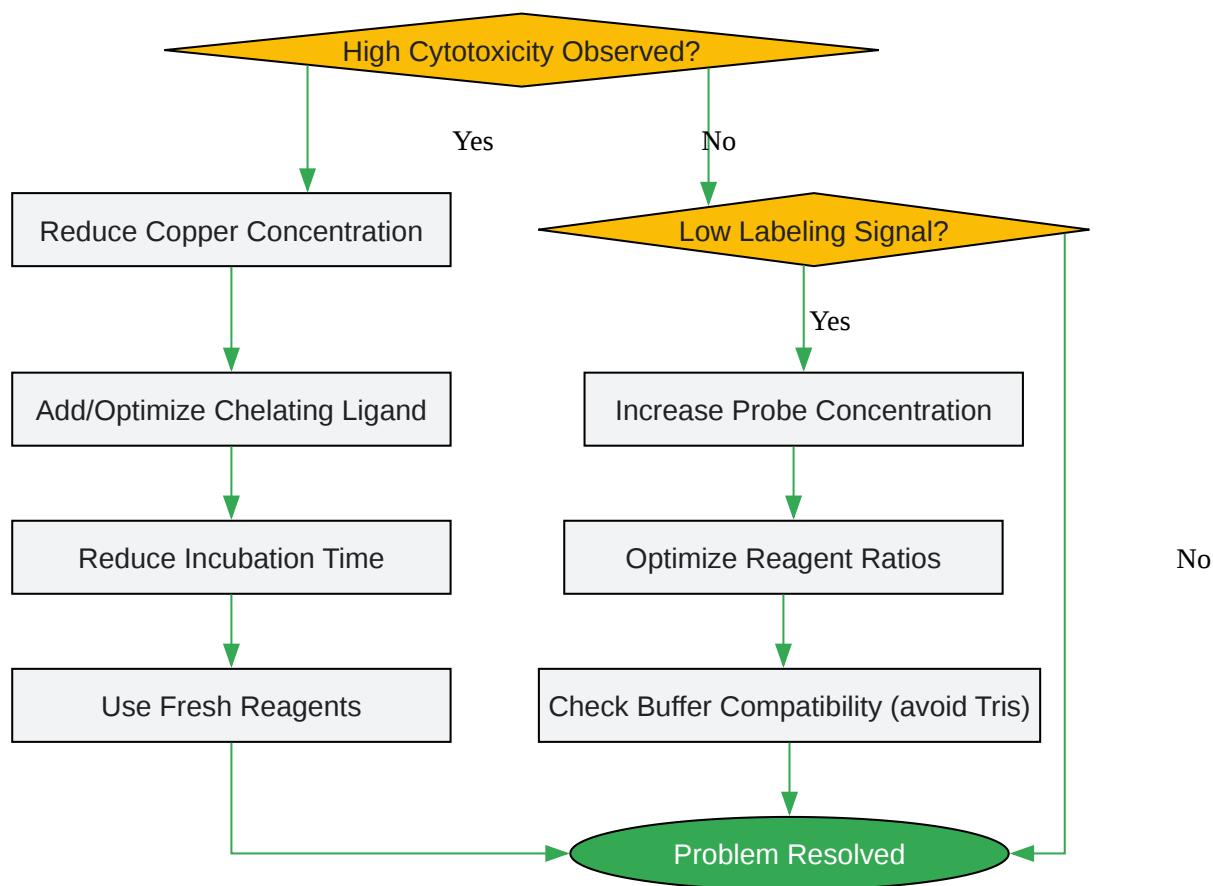 High Cytotoxicity Observed?
Yes
No
Reduce Copper Concentration
Low Labeling Signal?
Yes
Add/Optimize Chelating Ligand
Increase Probe Concentration
Reduce Incubation Time
Optimize Reagent Ratios
No
Use Fresh Reagents
Check Buffer Compatibility (avoid Tris)
Problem Resolved